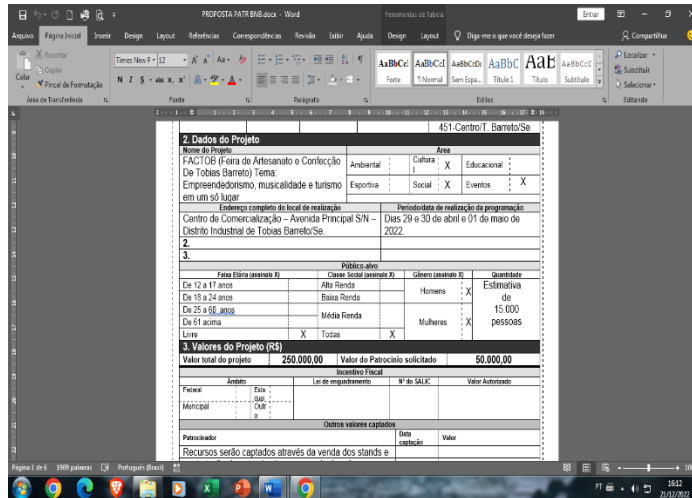 PROPOSTA PATR BNB.docx - Word
Ferramentas de Tabela
Entrar
Arquivo Página Inicial Inserir Design Layout Referências Correspondências Revisão Exibir Ajuda Design Layout Diga-me o que você deseja fazer Compartilhar
Colar
Recortar
Copiar
Pincel de Formatação
Times New R 12
N I S abc x, x²
AaBbCcI AaBbCcI AaBbCcDc AaBbC AaB AaBbCcC
Forte ¶ Normal Sem Espa... Título 1 Título Subtítulo
Localizar
Substituir
Selecionar
Área de Transferência Fonte Parágrafo Estilos Editando
451-Centro/T. Barreto/Se
2. Dados do Projeto
Nome do Projeto Área
FACTOB (Feira de Artesanato e Confecção
De Tobias Barreto) Tema:
Empreendedorismo, musicalidade e turismo
em um só lugar
Ambiental Cultura
l X Educacional
Esportiva Social X Eventos X
Endereço completo do local de realização Período/data de realização da programação
Centro de Comercialização – Avenida Principal S/N – Dias 29 e 30 de abril e 01 de maio de
Distrito Industrial de Tobias Barreto/Se. 2022.
2.
3.
Público-alvo
Faixa Etária (assinale X) Classe Social (assinale X) Gênero (assinale X) Quantidade
De 12 a 17 anos Alta Renda
De 18 a 24 anos Baixa Renda
De 25 a 60 anos Média Renda
De 61 acima
Livre X Todas X
Homens X
Mulheres X
Estimativa
de
15.000
pessoas
3. Valores do Projeto (R$)
Valor total do projeto 250.000,00 Valor do Patrocínio solicitado 50.000,00
Incentivo Fiscal
Âmbito Lei de enquadramento Nº do SALIC Valor Autorizado
Federal Esta
dual
Municipal Outr
o
Outros valores captados
Patrocinador Data
captação Valor
Recursos serão captados através da venda dos stands e
Página 1 de 6 1909 palavras Português (Brasil)
PT 16:12
21/12/2022